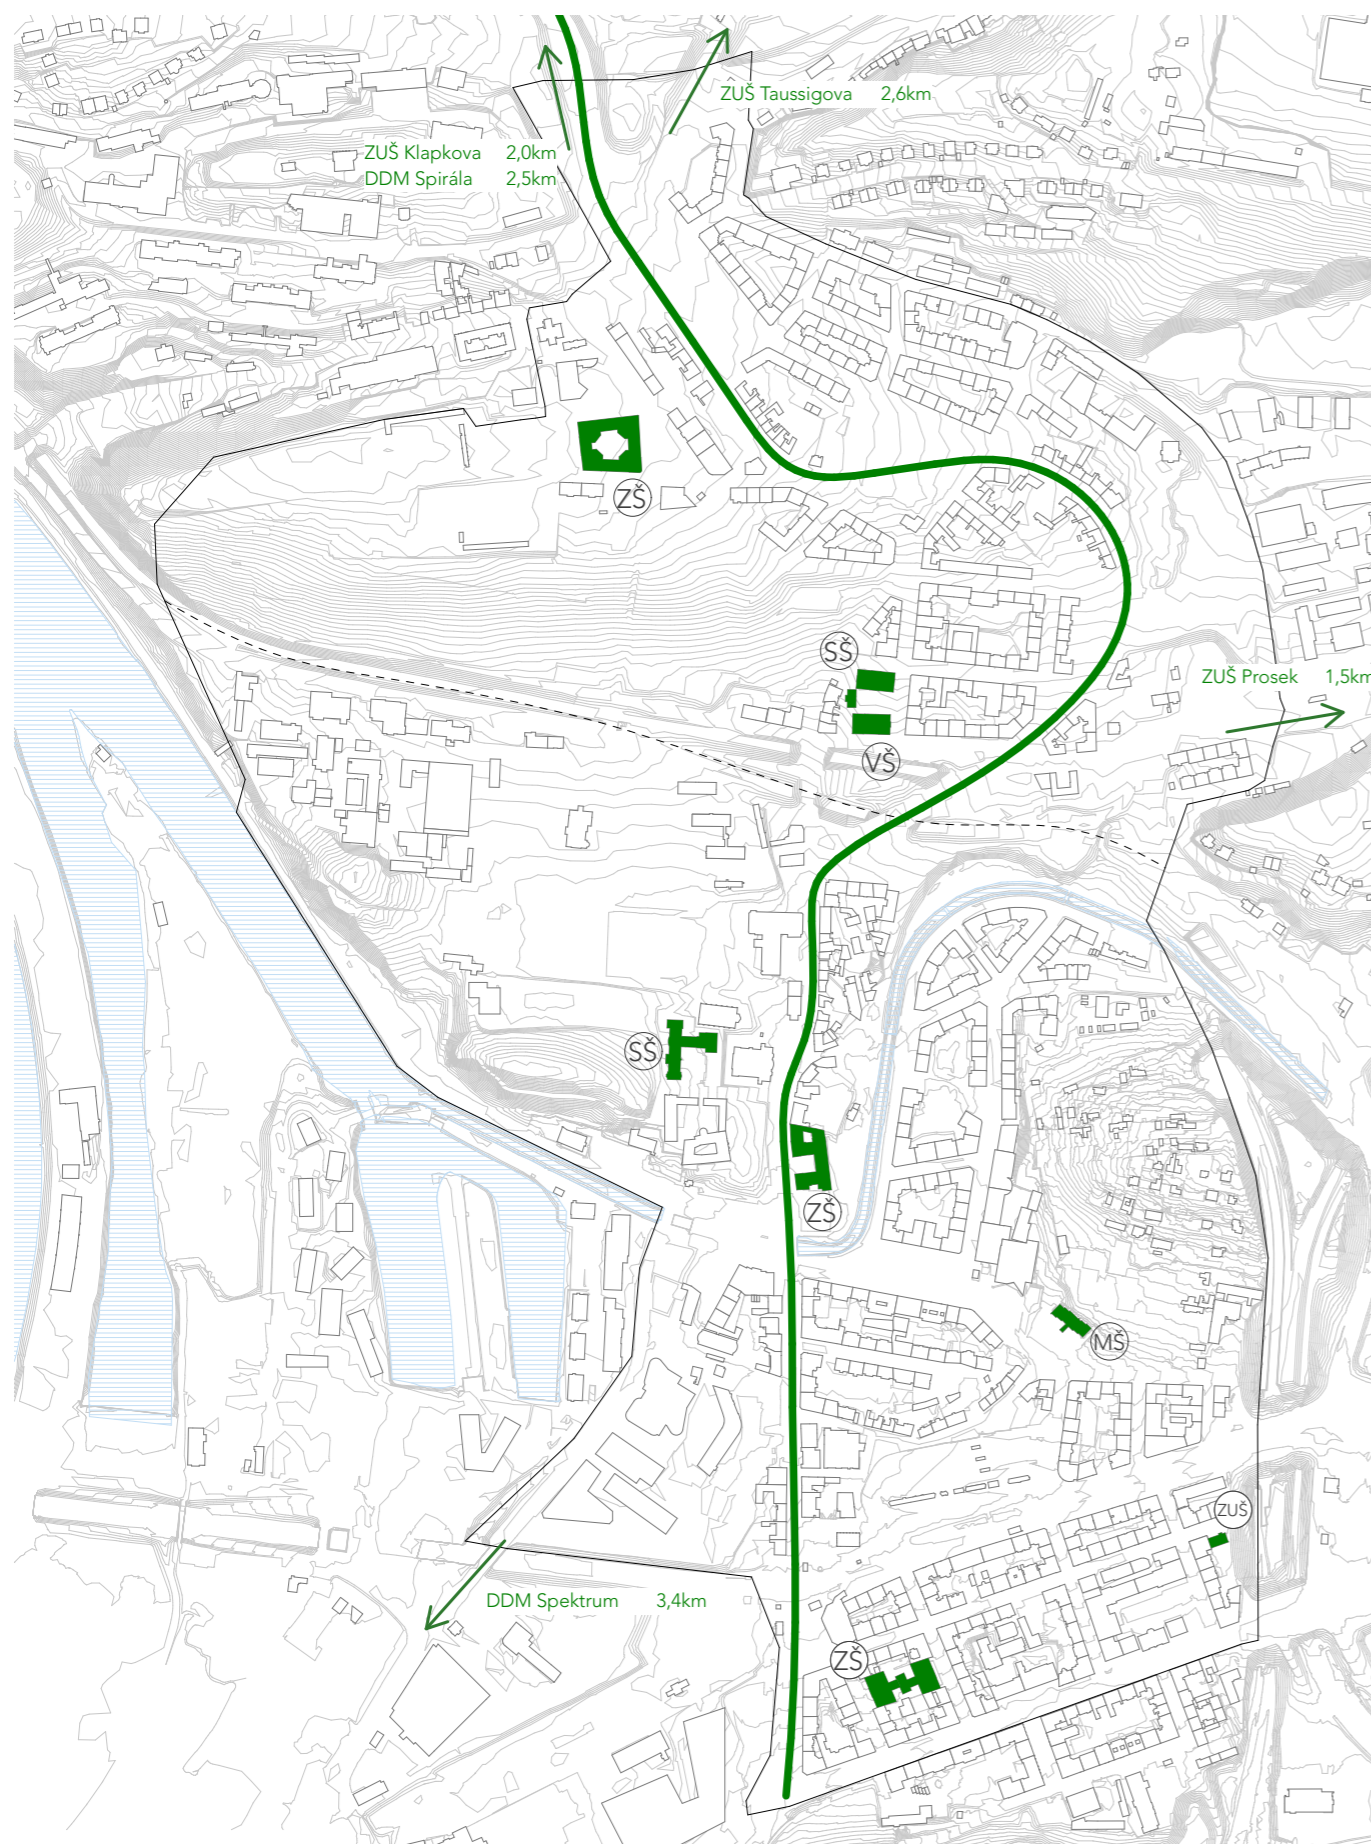 ZUŠ Taussigova 2,6km
ZUŠ Klapkova 2,0km
DDM Spirála 2,5km
ZŠ
SŠ
ZUŠ Prosek 1,5km
VŠ
SŠ
ZŠ
MŠ
ZUŠ
DDM Spektrum 3,4km
ZŠ